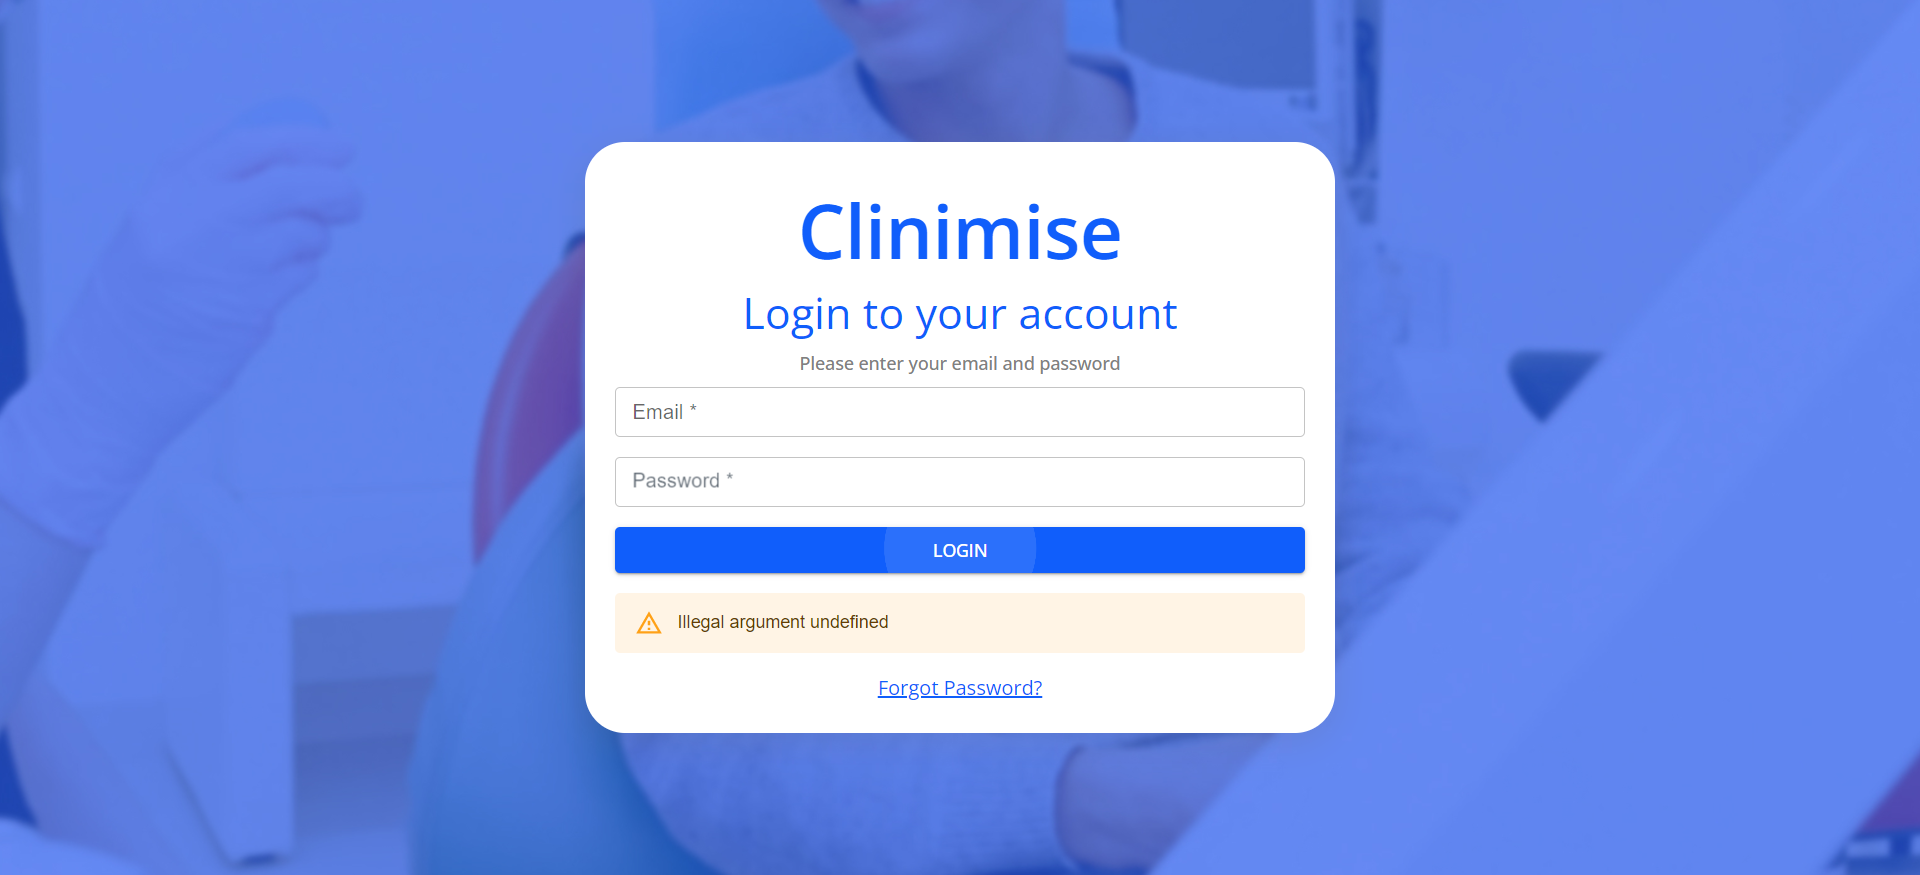 Clinimise
Login to your account
Please enter your email and password
Email *
Password *
LOGIN
Illegal argument undefined
Forgot Password?